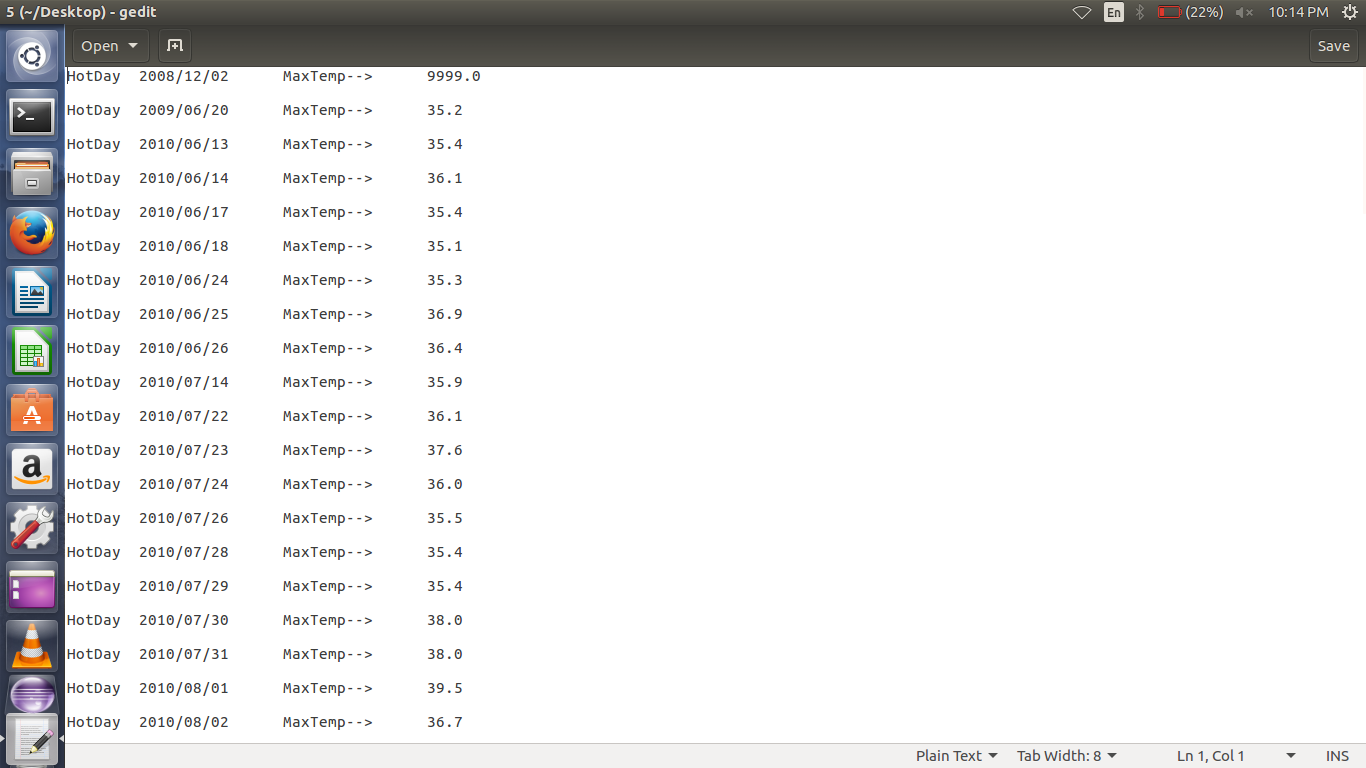 5 (~/Desktop) - gedit En (22%) 10:14 PM
Open Save
HotDay 2008/12/02 MaxTemp--> 9999.0
HotDay 2009/06/20 MaxTemp--> 35.2
HotDay 2010/06/13 MaxTemp--> 35.4
HotDay 2010/06/14 MaxTemp--> 36.1
HotDay 2010/06/17 MaxTemp--> 35.4
HotDay 2010/06/18 MaxTemp--> 35.1
HotDay 2010/06/24 MaxTemp--> 35.3
HotDay 2010/06/25 MaxTemp--> 36.9
HotDay 2010/06/26 MaxTemp--> 36.4
HotDay 2010/07/14 MaxTemp--> 35.9
HotDay 2010/07/22 MaxTemp--> 36.1
HotDay 2010/07/23 MaxTemp--> 37.6
HotDay 2010/07/24 MaxTemp--> 36.0
HotDay 2010/07/26 MaxTemp--> 35.5
HotDay 2010/07/28 MaxTemp--> 35.4
HotDay 2010/07/29 MaxTemp--> 35.4
HotDay 2010/07/30 MaxTemp--> 38.0
HotDay 2010/07/31 MaxTemp--> 38.0
HotDay 2010/08/01 MaxTemp--> 39.5
HotDay 2010/08/02 MaxTemp--> 36.7
Plain Text Tab Width: 8 Ln 1, Col 1 INS